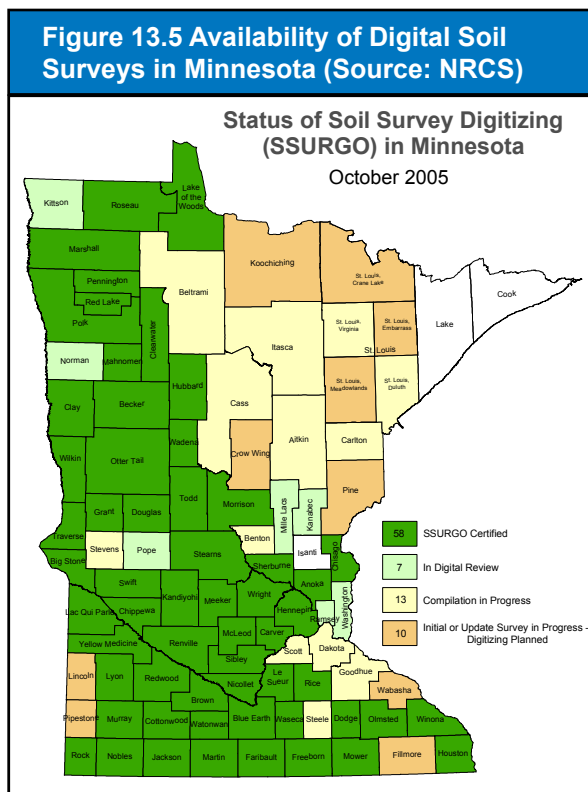 Figure 13.5 Availability of Digital Soil
Surveys in Minnesota (Source: NRCS)
Status of Soil Survey Digitizing
(SSURGO) in Minnesota
October 2005
Kittson
Roseau
Lake
of the
Woods
Marshall
Koochiching
St. Louis,
Crane Lake
Cook
Lake
Beltrami
Pennington
Red Lake
Polk
Clearwater
St. Louis,
Virginia
St. Louis,
Embarrass
St. Louis
Itasca
Norman
Mahnomen
Hubbard
Cass
St. Louis,
Meadowlands
St. Louis,
Duluth
Clay
Becker
Aitkin
Carlton
Wadena
Crow Wing
Wilkin
Otter Tail
Pine
Todd
Morrison
Mille Lacs
Kanabec
Grant
Douglas
Traverse
Stevens
Pope
Stearns
Benton
Isanti
Chisago
Big Stone
Sherburne
Swift
Anoka
Washington
Kandiyohi
Meeker
Wright
Hennepin
Ramsey
Lac Qui Parle
Chippewa
McLeod
Carver
Yellow Medicine
Renville
Scott
Dakota
Sibley
Goodhue
Lincoln
Lyon
Redwood
Nicollet
Le
Sueur
Rice
Wabasha
Brown
Pipestone
Murray
Cottonwood
Watonwan
Blue Earth
Waseca
Steele
Dodge
Olmsted
Winona
Rock
Nobles
Jackson
Martin
Faribault
Freeborn
Mower
Fillmore
Houston
58 SSURGO Certified
7 In Digital Review
13 Compilation in Progress
10 Initial or Update Survey in Progress -
Digitizing Planned